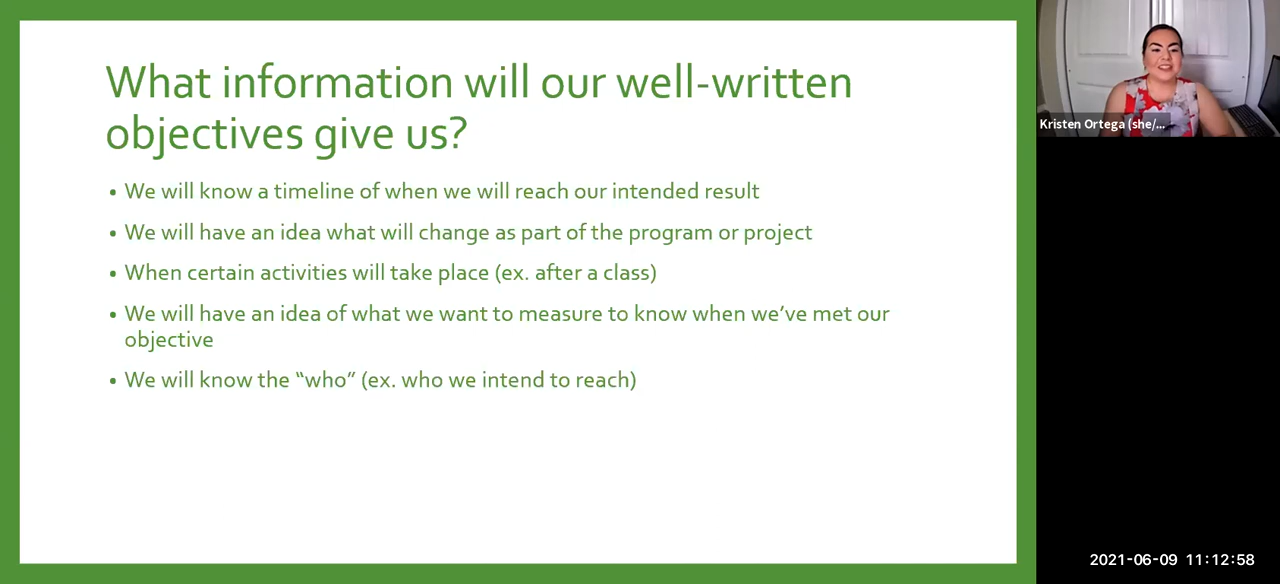 What information will our well-written
objectives give us?
• We will know a timeline of when we will reach our intended result
• We will have an idea what will change as part of the program or project
• When certain activities will take place (ex. after a class)
• We will have an idea of what we want to measure to know when we’ve met our
objective
• We will know the “who” (ex. who we intend to reach)
Kristen Ortega (she/...
2021-06-09 11:12:58